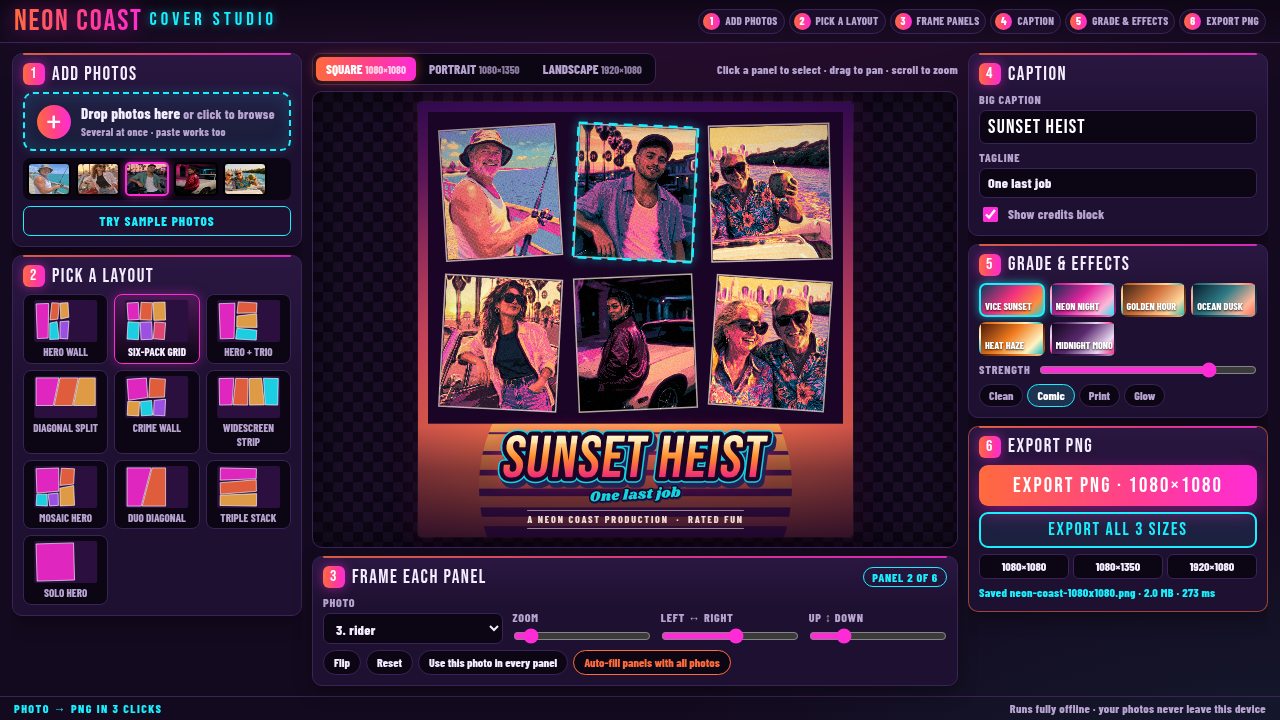 NEON COAST COVER STUDIO
1 ADD PHOTOS
2 PICK A LAYOUT
3 FRAME PANELS
4 CAPTION
5 GRADE & EFFECTS
6 EXPORT PNG
1 ADD PHOTOS
+
Drop photos here or click to browse
Several at once · paste works too
TRY SAMPLE PHOTOS
2 PICK A LAYOUT
HERO WALL
SIX-PACK GRID
HERO + TRIO
DIAGONAL SPLIT
CRIME WALL
WIDESCREEN
STRIP
MOSAIC HERO
DUO DIAGONAL
TRIPLE STACK
SOLO HERO
SQUARE 1080×1080
PORTRAIT 1080×1350
LANDSCAPE 1920×1080
Click a panel to select · drag to pan · scroll to zoom
SUNSET HEIST
One last job
A NEON COAST PRODUCTION · RATED FUN
3 FRAME EACH PANEL
PANEL 2 OF 6
PHOTO
3. rider
ZOOM
LEFT ↔ RIGHT
UP ↕ DOWN
Flip
Reset
Use this photo in every panel
Auto-fill panels with all photos
4 CAPTION
BIG CAPTION
SUNSET HEIST
TAGLINE
One last job
Show credits block
5 GRADE & EFFECTS
VICE SUNSET
NEON NIGHT
GOLDEN HOUR
OCEAN DUSK
HEAT HAZE
MIDNIGHT MONO
STRENGTH
Clean
Comic
Print
Glow
6 EXPORT PNG
EXPORT PNG · 1080×1080
EXPORT ALL 3 SIZES
1080×1080
1080×1350
1920×1080
Saved neon-coast-1080x1080.png · 2.0 MB · 273 ms
PHOTO → PNG IN 3 CLICKS
Runs fully offline · your photos never leave this device